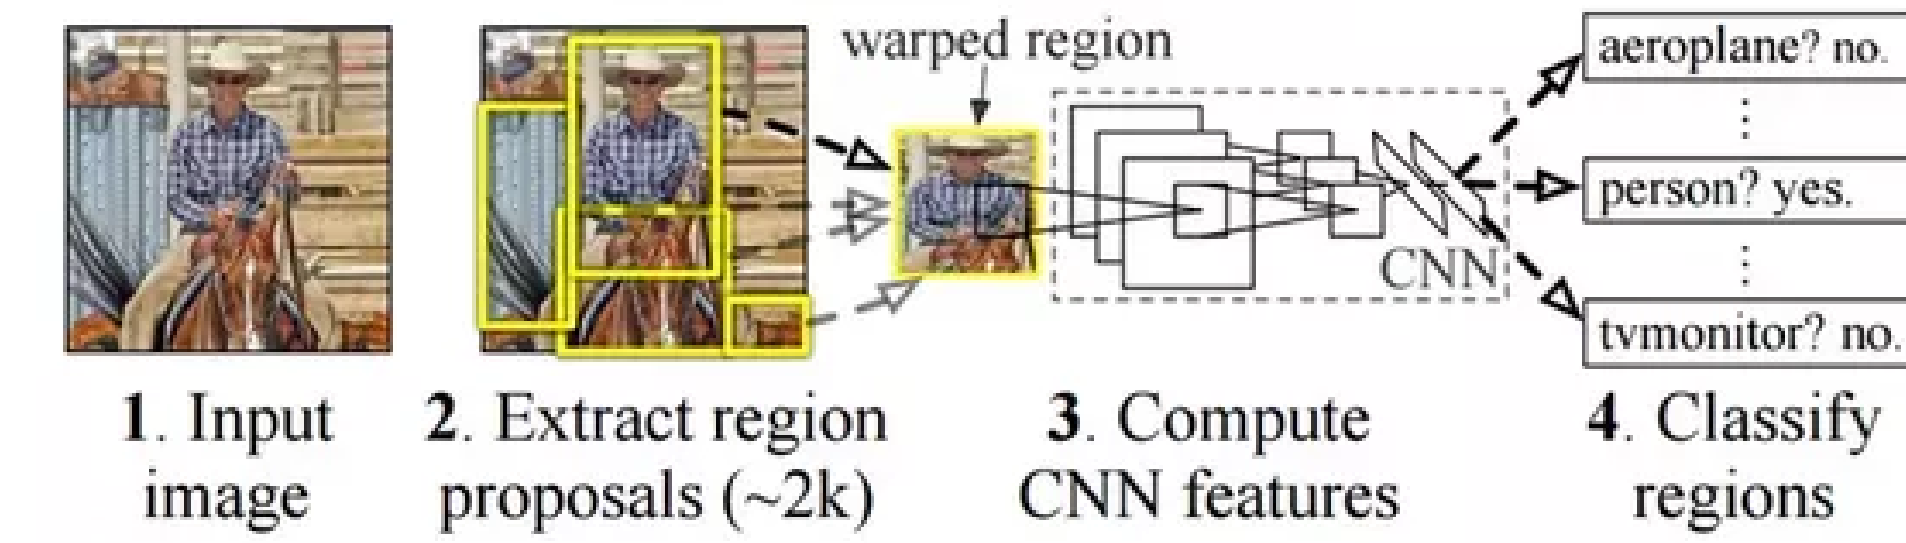 warped region
aeroplane? no.
person? yes.
CNN
tvmonitor? no.
1. Input
image
2. Extract region
proposals (~2k)
3. Compute
CNN features
4. Classify
regions